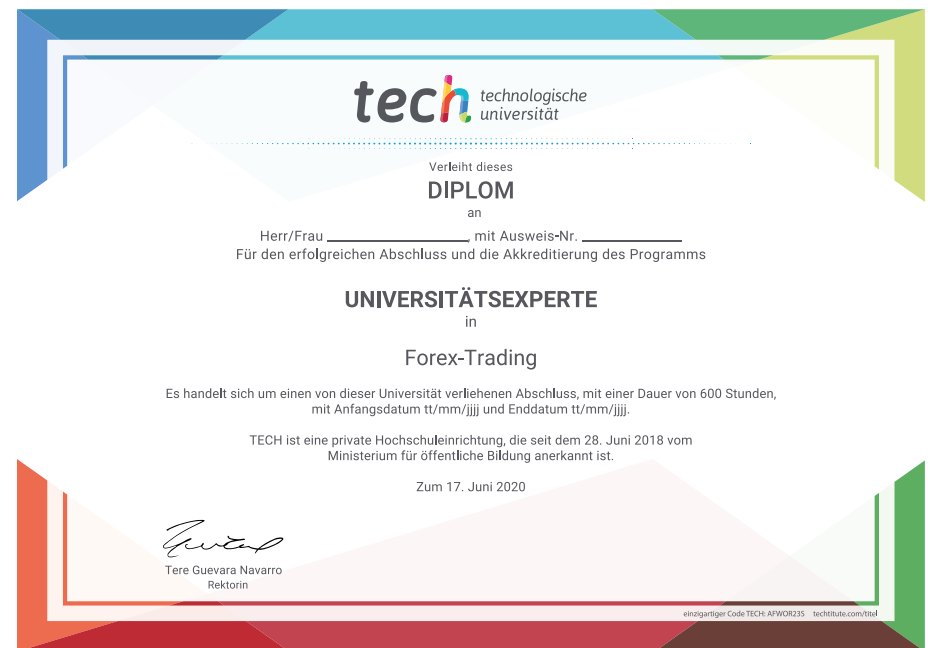 tech technologische
universität
Verleiht dieses
DIPLOM
an
Herr/Frau ____________________, mit Ausweis-Nr. ______________
Für den erfolgreichen Abschluss und die Akkreditierung des Programms
UNIVERSITÄTSEXPERTE
in
Forex-Trading
Es handelt sich um einen von dieser Universität verliehenen Abschluss, mit einer Dauer von 600 Stunden,
mit Anfangsdatum tt/mm/jjjj und Enddatum tt/mm/jjjj.
TECH ist eine private Hochschuleinrichtung, die seit dem 28. Juni 2018 vom
Ministerium für öffentliche Bildung anerkannt ist.
Zum 17. Juni 2020
Tere Guevara Navarro
Rektorin
einzigartiger Code TECH: AFWOR23S techtitute.com/titel